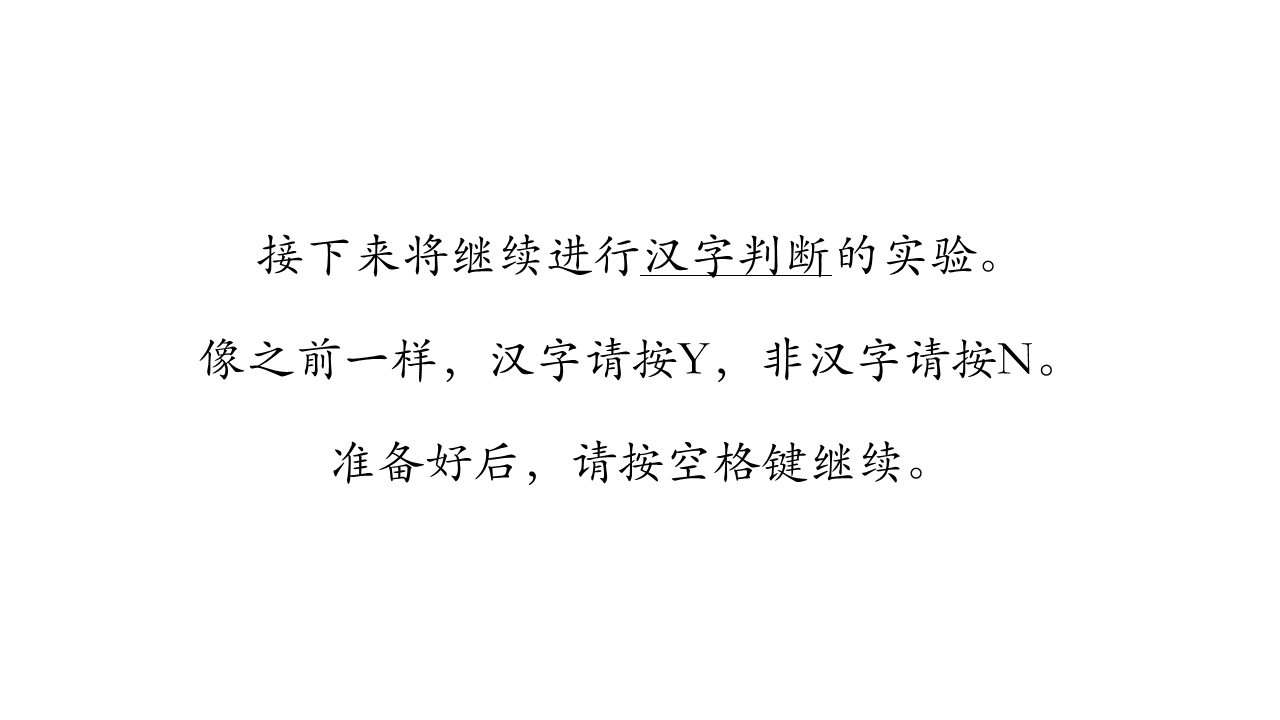 接下来将继续进行汉字判断的实验。
像之前一样，汉字请按Y，非汉字请按N。
准备好后，请按空格键继续。